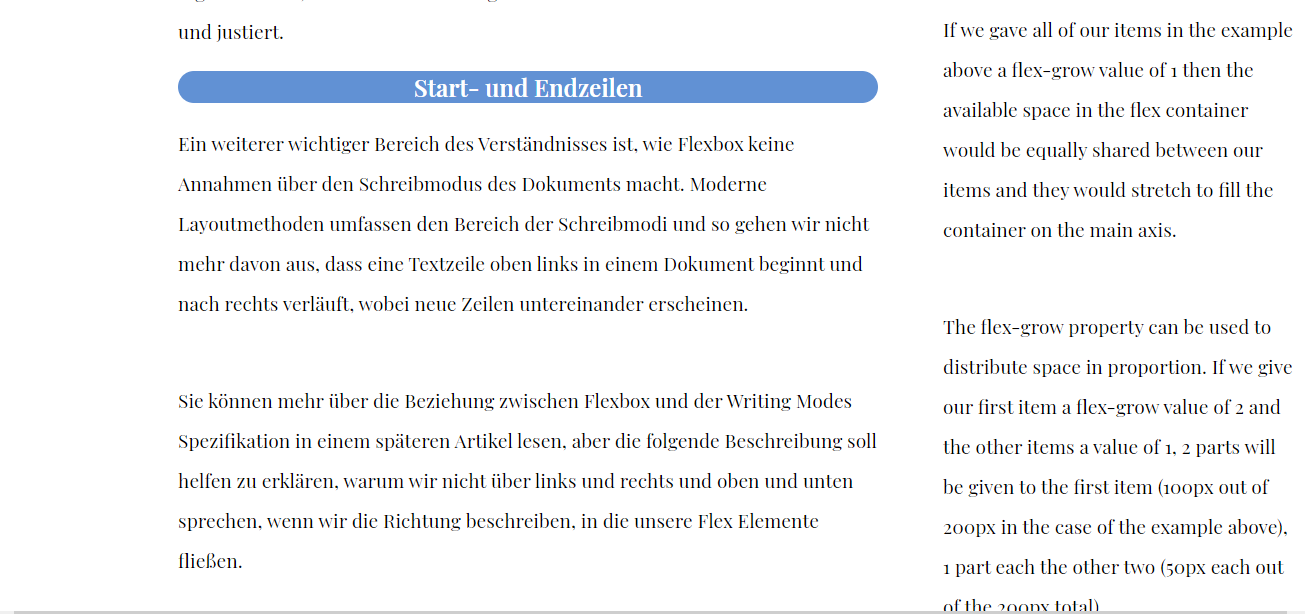 und justiert.
Start- und Endzeilen
Ein weiterer wichtiger Bereich des Verständnisses ist, wie Flexbox keine
Annahmen über den Schreibmodus des Dokuments macht. Moderne
Layoutmethoden umfassen den Bereich der Schreibmodi und so gehen wir nicht
mehr davon aus, dass eine Textzeile oben links in einem Dokument beginnt und
nach rechts verläuft, wobei neue Zeilen untereinander erscheinen.
Sie können mehr über die Beziehung zwischen Flexbox und der Writing Modes
Spezifikation in einem späteren Artikel lesen, aber die folgende Beschreibung soll
helfen zu erklären, warum wir nicht über links und rechts und oben und unten
sprechen, wenn wir die Richtung beschreiben, in die unsere Flex Elemente
fließen.
If we gave all of our items in the example
above a flex-grow value of 1 then the
available space in the flex container
would be equally shared between our
items and they would stretch to fill the
container on the main axis.
The flex-grow property can be used to
distribute space in proportion. If we give
our first item a flex-grow value of 2 and
the other items a value of 1, 2 parts will
be given to the first item (100px out of
200px in the case of the example above),
1 part each the other two (50px each out
of the 200px total)